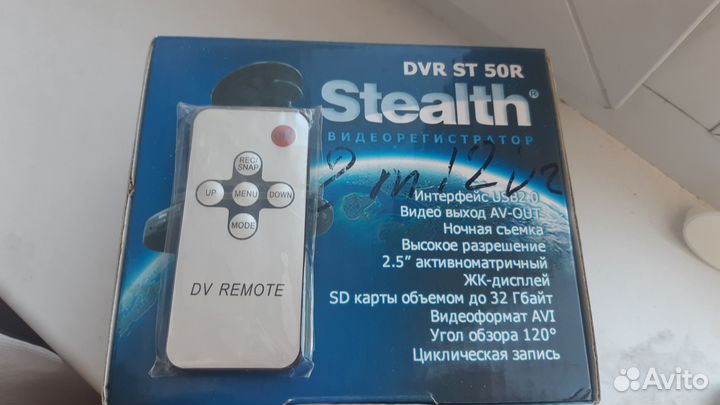 DVR ST 50R
Stealth®
ВИДЕОРЕГИСТРАТОР
Интерфейс USB2.0
Видео выход AV-OUT
Ночная съемка
Высокое разрешение
2.5” активноматричный
ЖК-дисплей
SD карты объемом до 32 Гбайт
Видеоформат AVI
Угол обзора 120°
Циклическая запись
REC/
SNAP
UP MENU DOWN
MODE
DV REMOTE
Avito